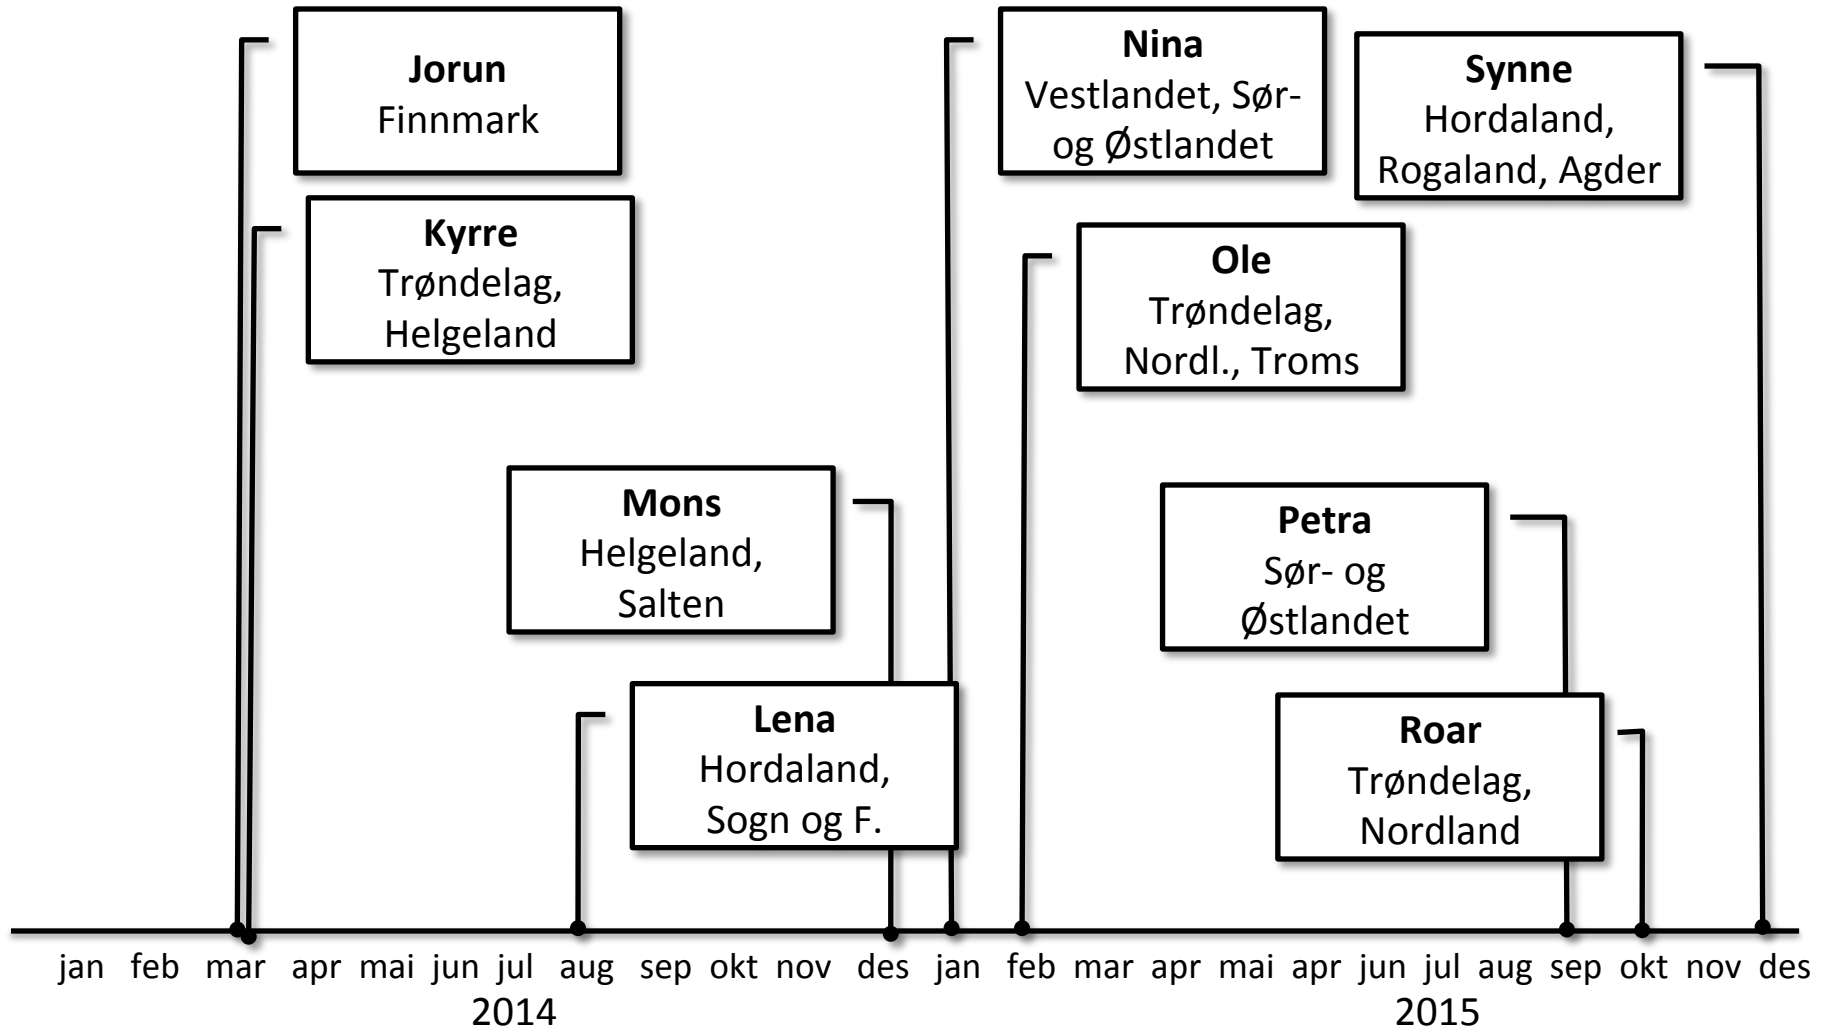 Jorun
Finnmark
Kyrre
Trøndelag,
Helgeland
Nina
Vestlandet, Sør-
og Østlandet
Synne
Hordaland,
Rogaland, Agder
Ole
Trøndelag,
Nordl., Troms
Mons
Helgeland,
Salten
Petra
Sør- og
Østlandet
Lena
Hordaland,
Sogn og F.
Roar
Trøndelag,
Nordland
jan feb mar apr mai jun jul aug sep okt nov des jan feb mar apr mai apr jun jul aug sep okt nov des
2014 2015